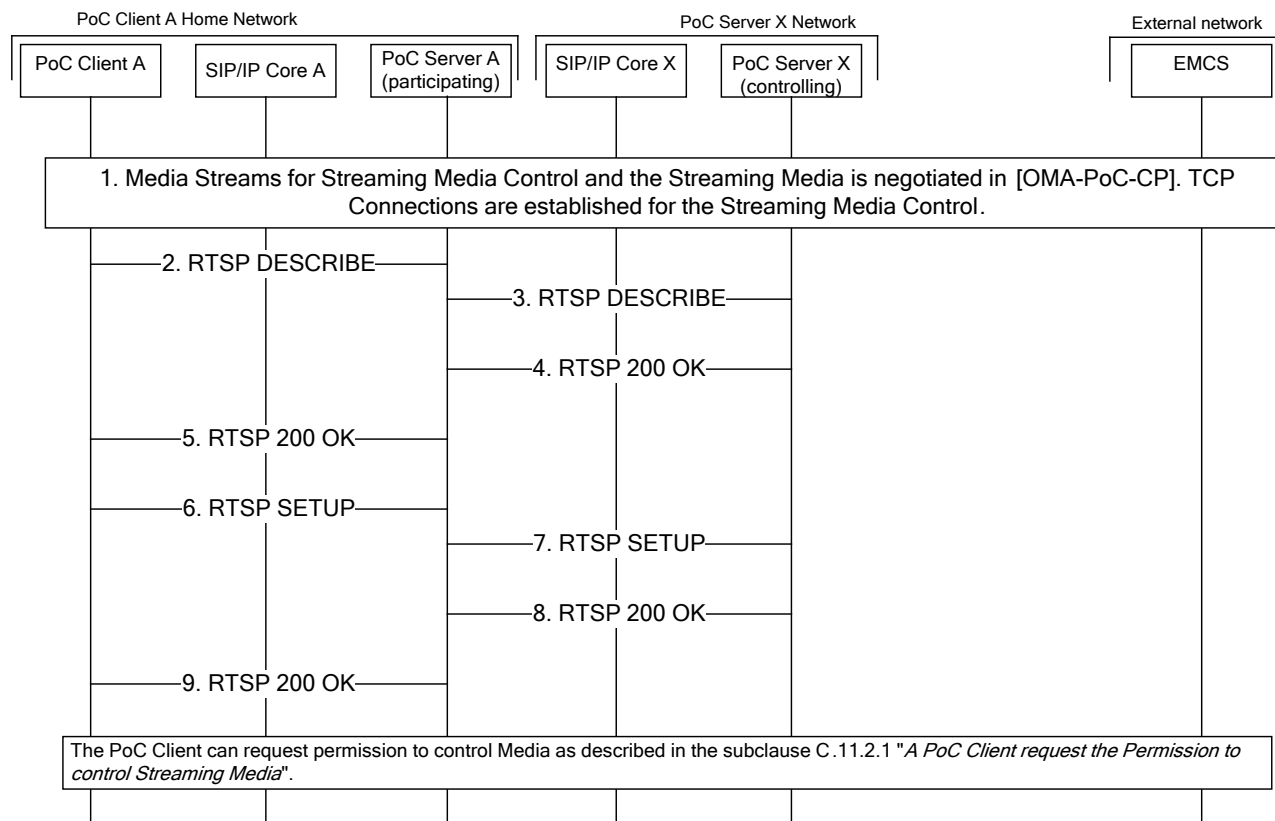 PoC Client A Home Network
PoC Server X Network
External network
PoC Client A
SIP/IP Core A
PoC Server A
(participating)
SIP/IP Core X
PoC Server X
(controlling)
EMCS
1. Media Streams for Streaming Media Control and the Streaming Media is negotiated in [OMA-PoC-CP]. TCP
Connections are established for the Streaming Media Control.
2. RTSP DESCRIBE
3. RTSP DESCRIBE
4. RTSP 200 OK
5. RTSP 200 OK
6. RTSP SETUP
7. RTSP SETUP
8. RTSP 200 OK
9. RTSP 200 OK
The PoC Client can request permission to control Media as described in the subclause C.11.2.1 "A PoC Client request the Permission to
control Streaming Media".